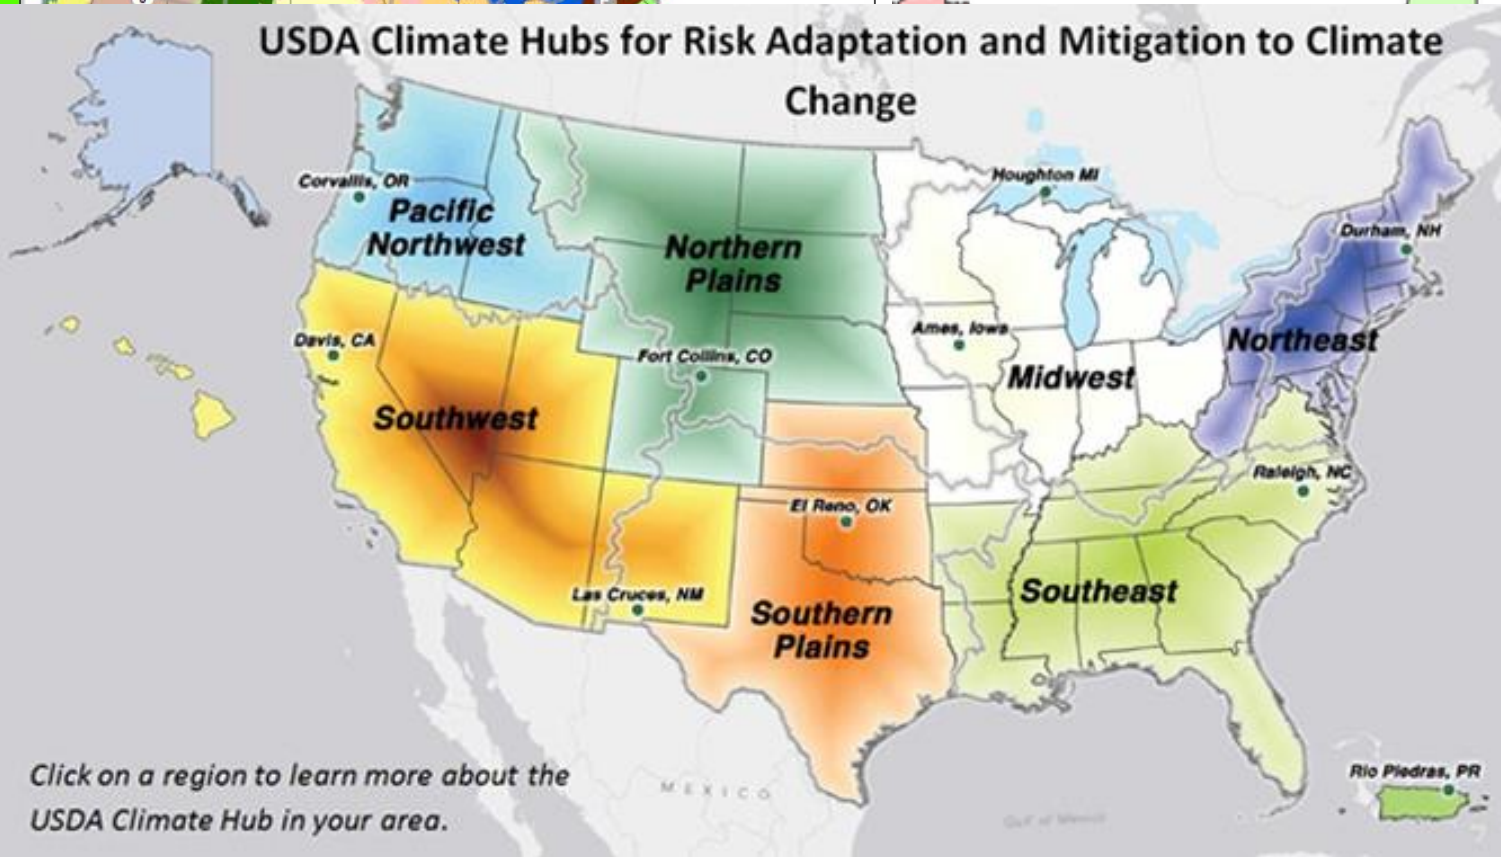 USDA Climate Hubs for Risk Adaptation and Mitigation to Climate
Change
Houghton MI
Corvallis, OR
Pacific
Northwest
Durham, NH
Northern
Plains
Ames, Iowa
Northeast
Davis, CA
Fort Collins, CO
Midwest
Southwest
Raleigh, NC
El Reno, OK
Las Cruces, NM
Southeast
Southern
Plains
Click on a region to learn more about the
USDA Climate Hub in your area.
Rio Piedras, PR
MEXICO
Gulf of Mexico